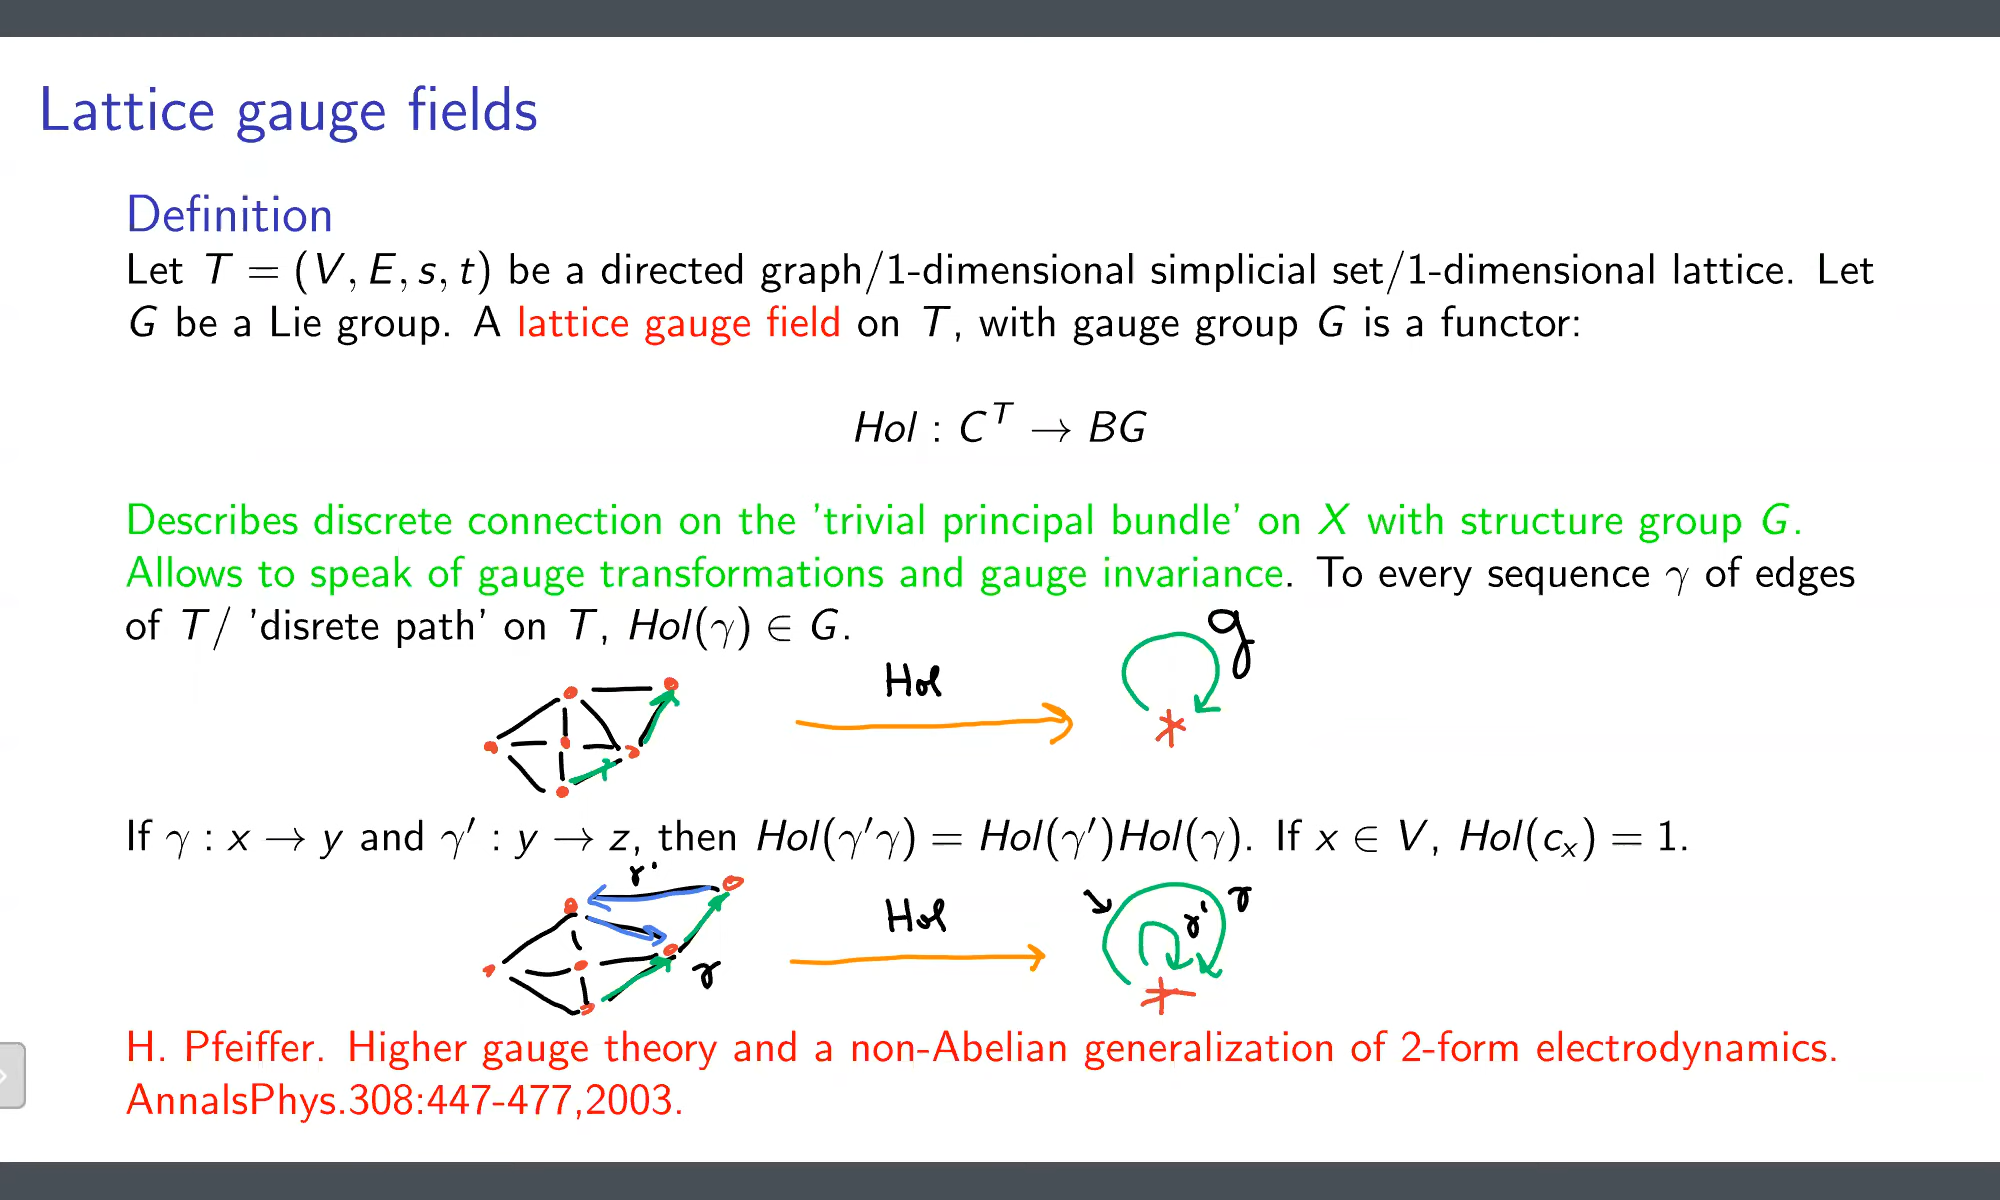 Lattice gauge fields
Definition
Let T = (V, E, s, t) be a directed graph/1-dimensional simplicial set/1-dimensional lattice. Let
G be a Lie group. A lattice gauge field on T, with gauge group G is a functor:
Hol : C^T → BG
Describes discrete connection on the 'trivial principal bundle' on X with structure group G.
Allows to speak of gauge transformations and gauge invariance. To every sequence γ of edges
of T/ 'disrete path' on T, Hol(γ) ∈ G.
Hol
g
*
If γ : x → y and γ′ : y → z, then Hol(γ′γ) = Hol(γ′)Hol(γ). If x ∈ V, Hol(c_x) = 1.
γ'
γ
Hol
γ'
γ
*
H. Pfeiffer. Higher gauge theory and a non-Abelian generalization of 2-form electrodynamics.
AnnalsPhys.308:447-477,2003.